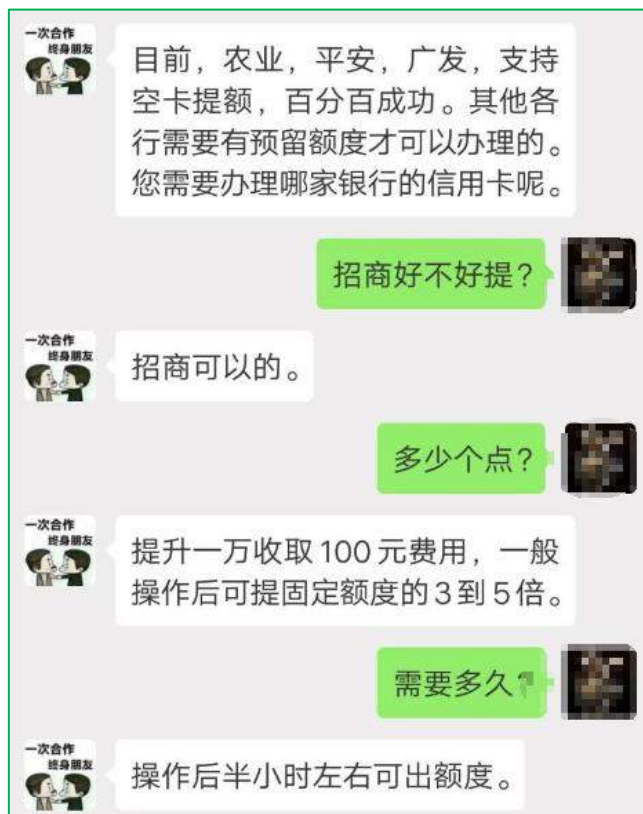 一次合作
终身朋友
目前，农业，平安，广发，支持
空卡提额，百分百成功。其他各
行需要有预留额度才可以办理的。
您需要办理哪家银行的信用卡呢。
招商好不好提？
一次合作
终身朋友
招商可以的。
多少个点？
一次合作
终身朋友
提升一万收取100元费用，一般
操作后可提固定额度的3到5倍。
需要多久？
一次合作
终身朋友
操作后半小时左右可出额度。